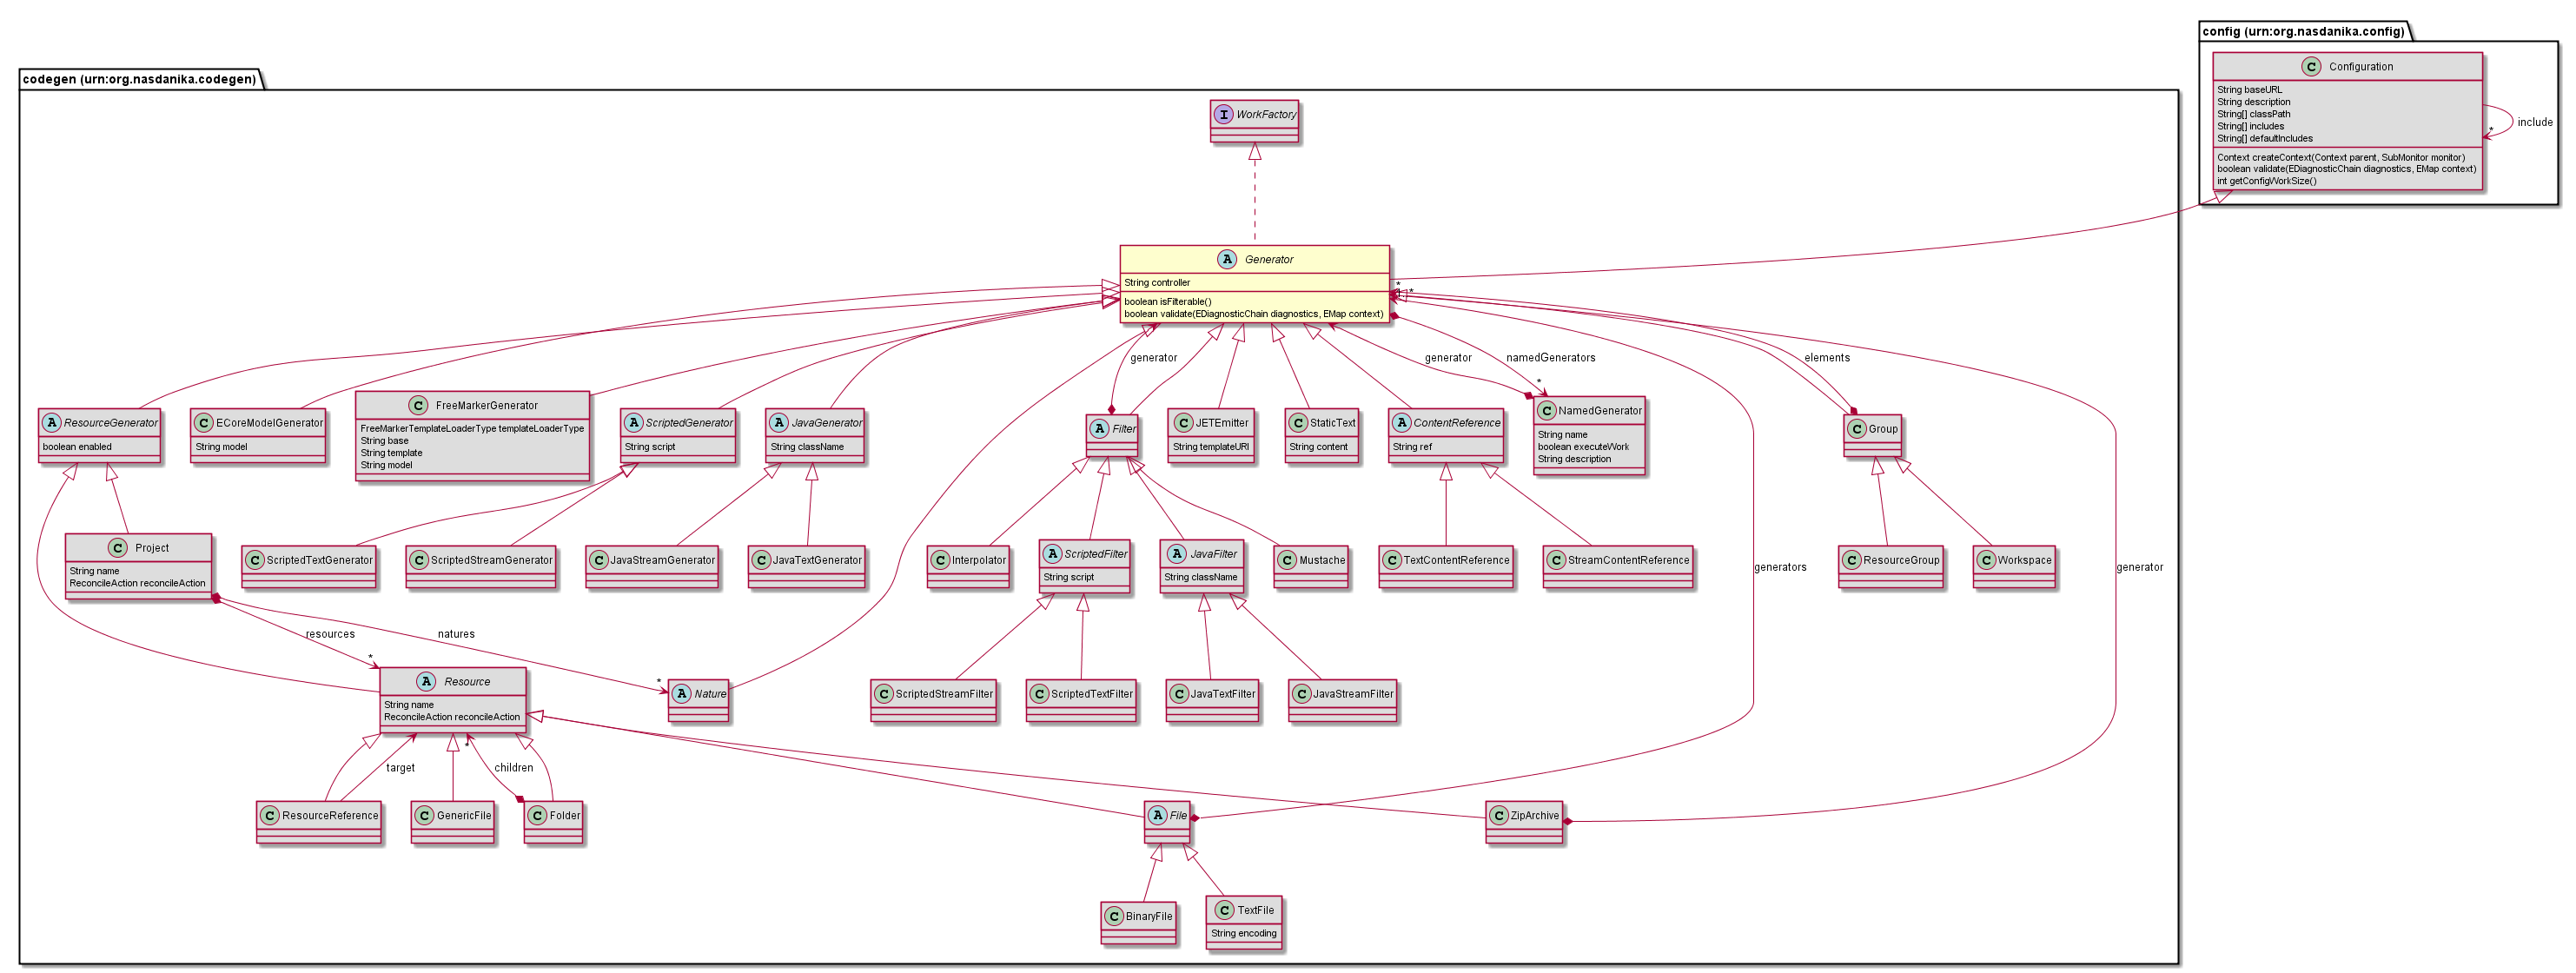 config (urn:org.nasdanika.config)
C Configuration
String baseURL
String description
String[] classPath
String[] includes
String[] defaultIncludes
Context createContext(Context parent, SubMonitor monitor)
boolean validate(EDiagnosticChain diagnostics, EMap context)
int getConfigWorkSize()
include
*
codegen (urn:org.nasdanika.codegen)
I WorkFactory
A Generator
String controller
boolean isFilterable()
boolean validate(EDiagnosticChain diagnostics, EMap context)
*
*
generator
generator
namedGenerators
*
elements
A ResourceGenerator
boolean enabled
C ECoreModelGenerator
String model
C FreeMarkerGenerator
FreeMarkerTemplateLoaderType templateLoaderType
String base
String template
String model
A ScriptedGenerator
String script
A JavaGenerator
String className
A Filter
C JETEmitter
String templateURI
C StaticText
String content
A ContentReference
String ref
C NamedGenerator
String name
boolean executeWork
String description
C Group
C Project
String name
ReconcileAction reconcileAction
C ScriptedTextGenerator
C ScriptedStreamGenerator
C JavaStreamGenerator
C JavaTextGenerator
C Interpolator
A ScriptedFilter
String script
A JavaFilter
String className
C Mustache
C TextContentReference
C StreamContentReference
C ResourceGroup
C Workspace
generators
generator
resources
*
natures
*
A Resource
String name
ReconcileAction reconcileAction
A Nature
C ScriptedStreamFilter
C ScriptedTextFilter
C JavaTextFilter
C JavaStreamFilter
*
target
children
C ResourceReference
C GenericFile
C Folder
A File
C ZipArchive
C BinaryFile
C TextFile
String encoding